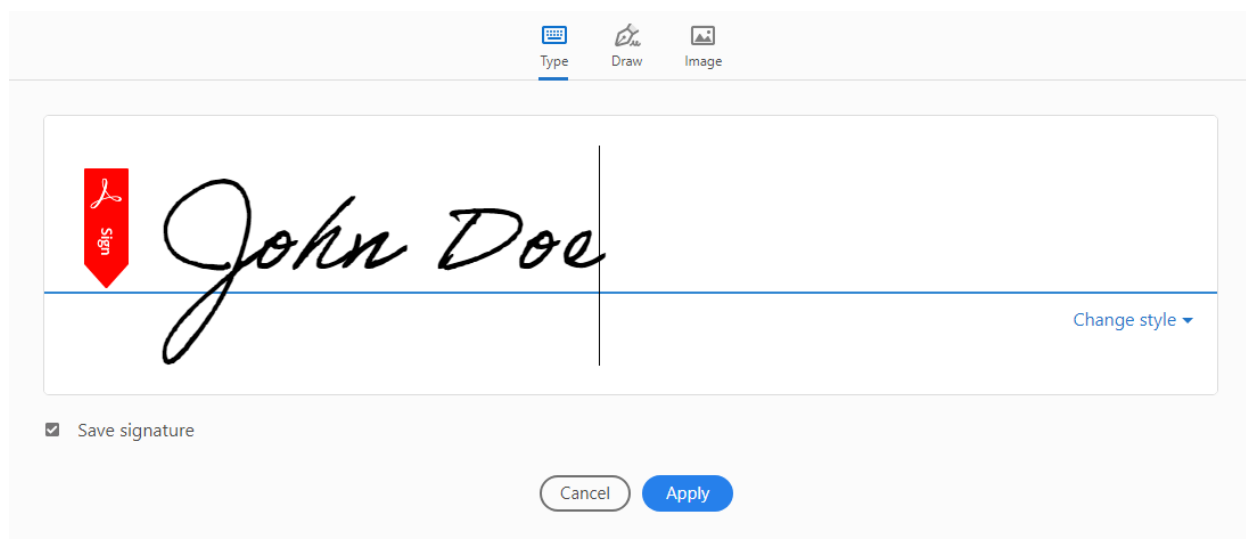 Type Draw Image
Sign
John Doe
Change style
Save signature
Cancel Apply